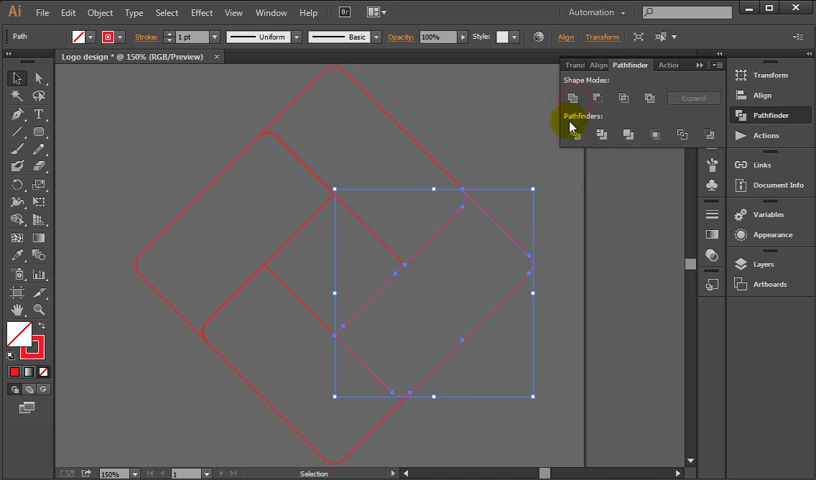 Ai File Edit Object Type Select Effect View Window Help Br Automation
Path Stroke: 1 pt Uniform Basic Opacity: 100% Style: Align Transform
Logo design * @ 150% (RGB/Preview)
Trans Align Pathfinder Action
Shape Modes:
Expand
Pathfinders:
Transform
Align
Pathfinder
Actions
Links
Document Info
Variables
Appearance
Layers
Artboards
150% 1 Selection